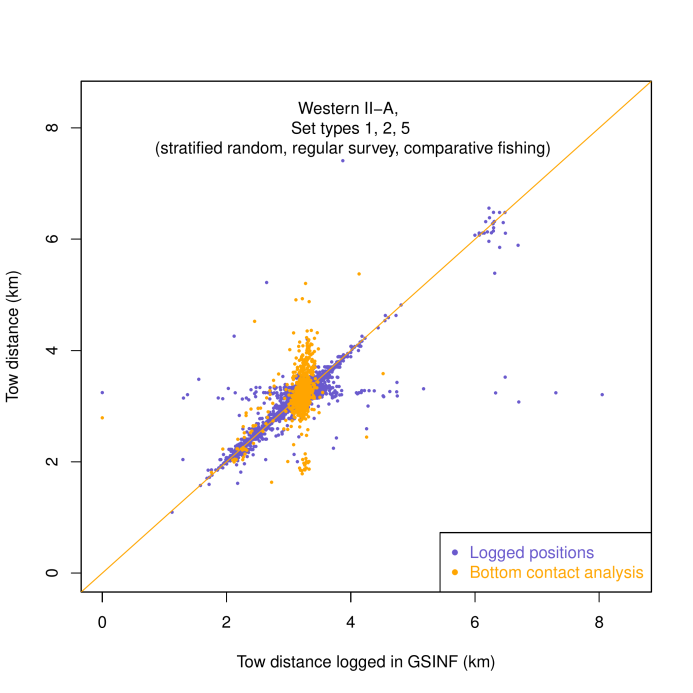 Western II−A,
Set types 1, 2, 5
(stratified random, regular survey, comparative fishing)
8
6
4
2
0
Tow distance (km)
Logged positions
Bottom contact analysis
0 2 4 6 8
Tow distance logged in GSINF (km)